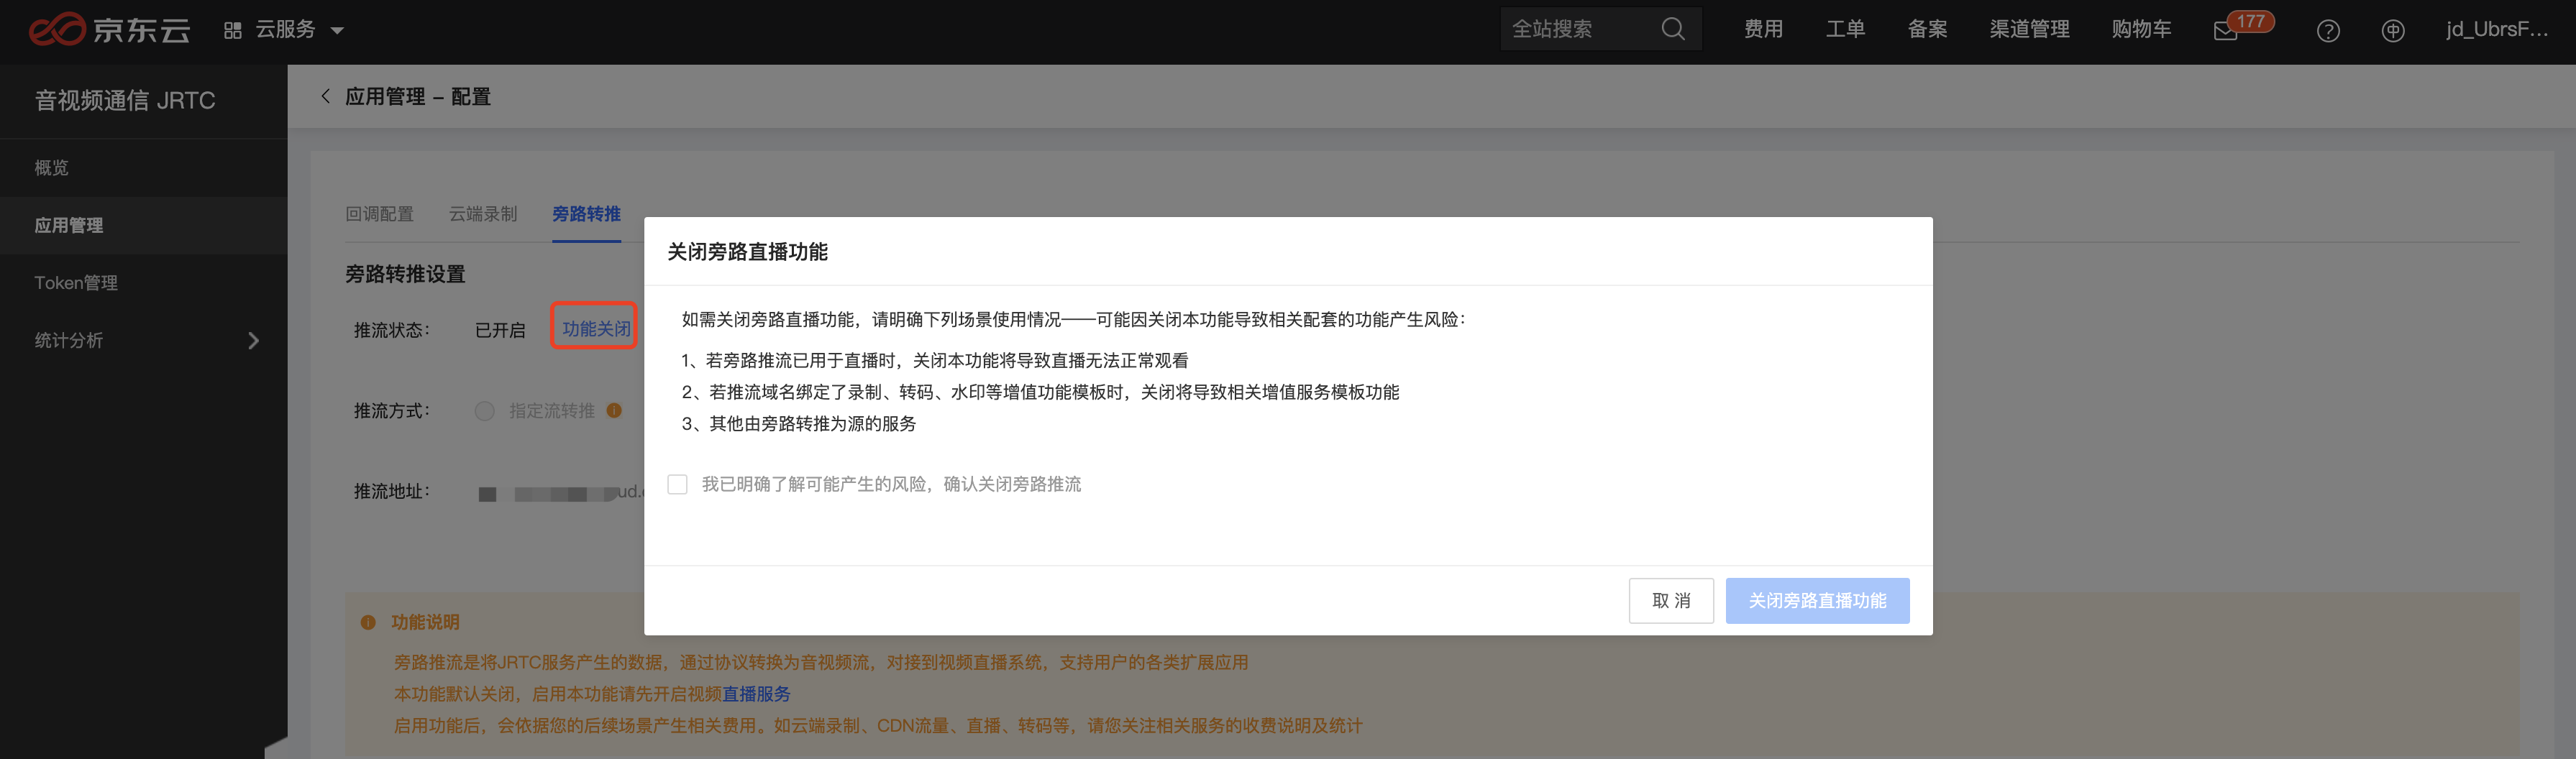 京东云
云服务
全站搜索
费用
工单
备案
渠道管理
购物车
177
jd_UbrsF...
音视频通信 JRTC
概览
应用管理
Token管理
统计分析
应用管理 – 配置
回调配置
云端录制
旁路转推
旁路转推设置
推流状态：
已开启
功能关闭
推流方式：
指定流转推
推流地址：
关闭旁路直播功能
如需关闭旁路直播功能，请明确下列场景使用情况——可能因关闭本功能导致相关配套的功能产生风险：
1、若旁路推流已用于直播时，关闭本功能将导致直播无法正常观看
2、若推流域名绑定了录制、转码、水印等增值功能模板时，关闭将导致相关增值服务模板功能
3、其他由旁路转推为源的服务
我已明确了解可能产生的风险，确认关闭旁路推流
取 消
关闭旁路直播功能
功能说明
旁路推流是将JRTC服务产生的数据，通过协议转换为音视频流，对接到视频直播系统，支持用户的各类扩展应用
本功能默认关闭，启用本功能请先开启视频直播服务
启用功能后，会依据您的后续场景产生相关费用。如云端录制、CDN流量、直播、转码等，请您关注相关服务的收费说明及统计